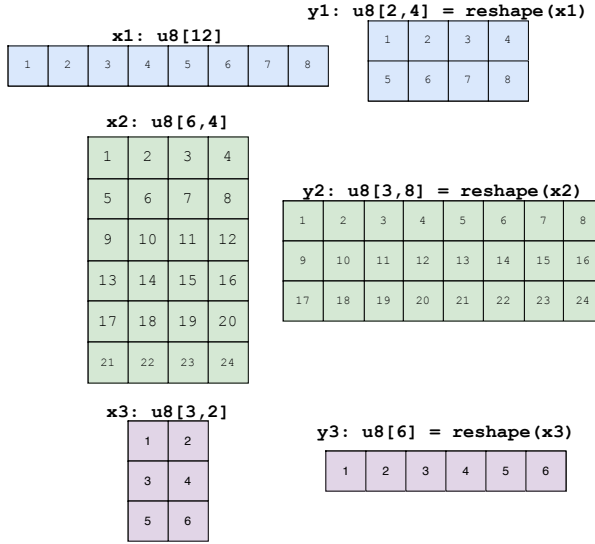 x1: u8[12]
1 2 3 4 5 6 7 8
y1: u8[2,4] = reshape(x1)
1 2 3 4
5 6 7 8
x2: u8[6,4]
1 2 3 4
5 6 7 8
9 10 11 12
13 14 15 16
17 18 19 20
21 22 23 24
y2: u8[3,8] = reshape(x2)
1 2 3 4 5 6 7 8
9 10 11 12 13 14 15 16
17 18 19 20 21 22 23 24
x3: u8[3,2]
1 2
3 4
5 6
y3: u8[6] = reshape(x3)
1 2 3 4 5 6